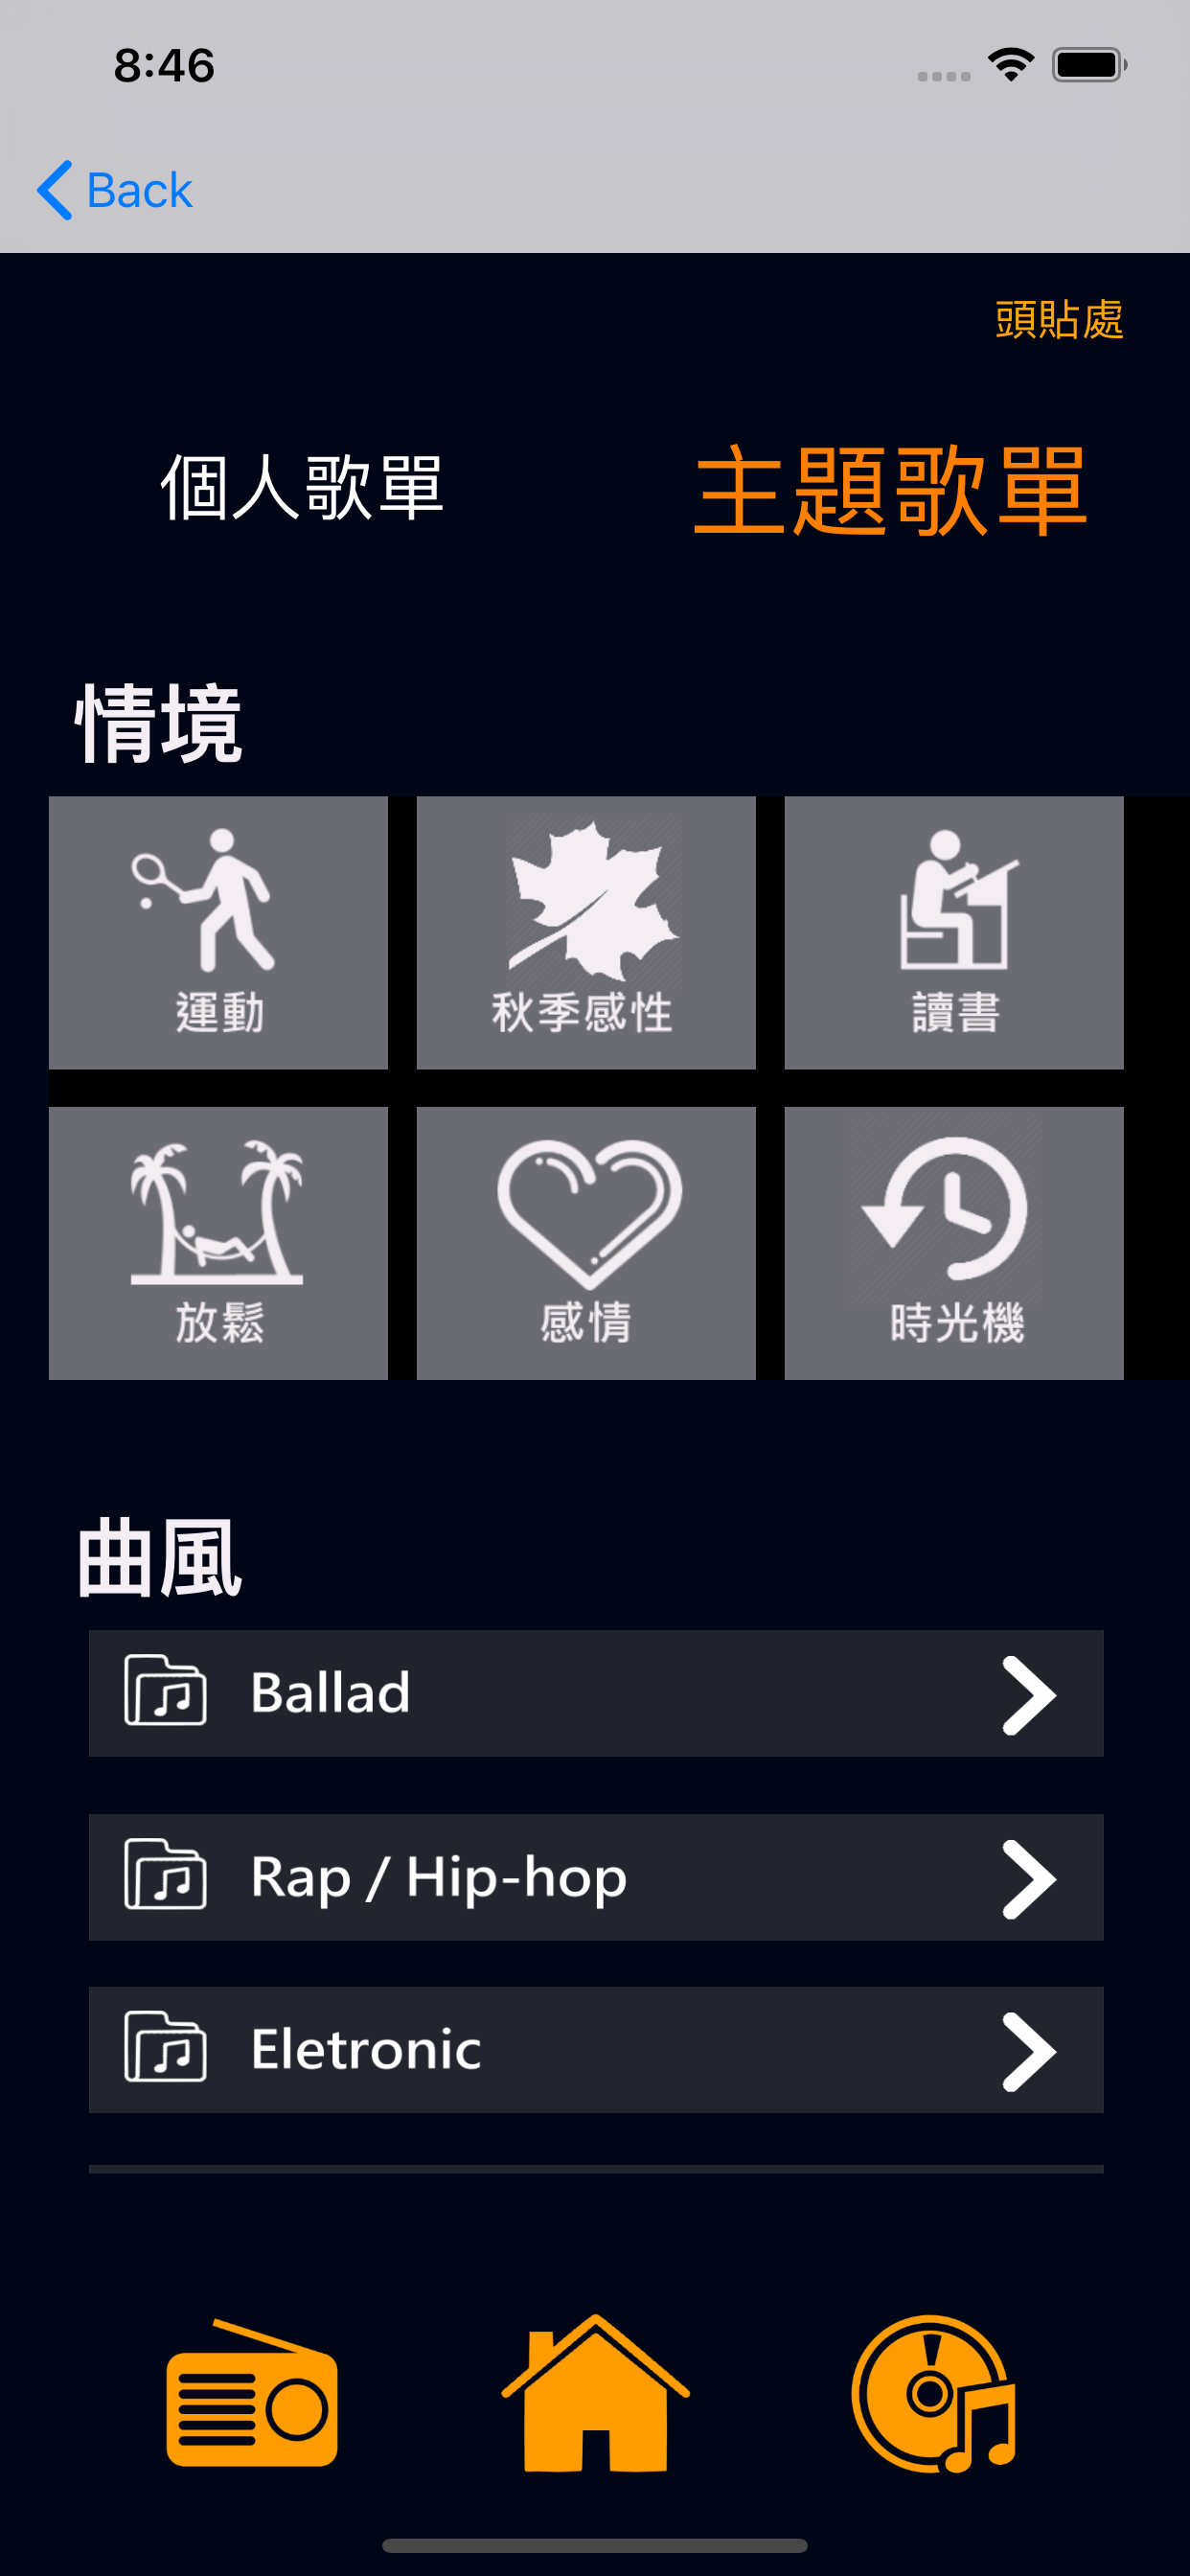 8:46
Back
頭貼處
個人歌單 主題歌單
情境
運動 秋季感性 讀書
放鬆 感情 時光機
曲風
Ballad
Rap / Hip-hop
Eletronic